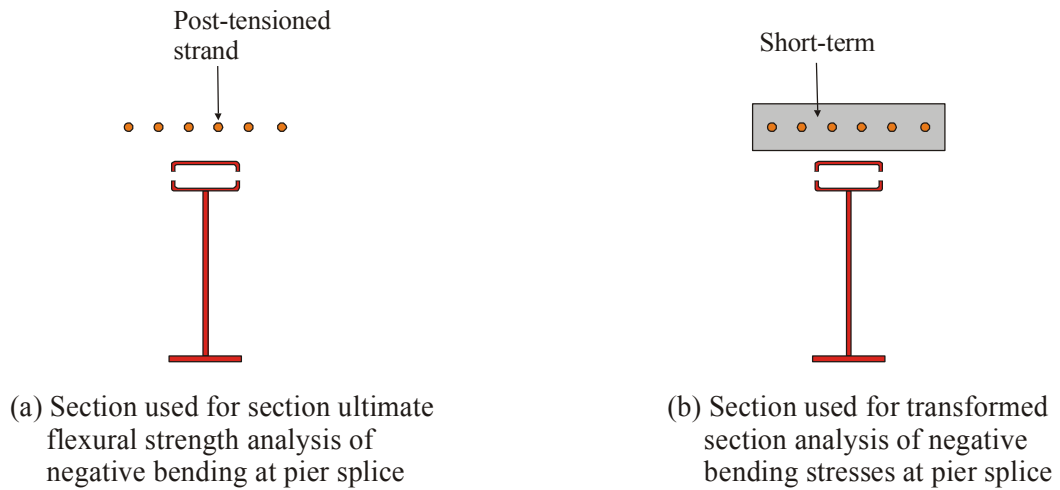 Post-tensioned
strand
Short-term
(a) Section used for section ultimate
flexural strength analysis of
negative bending at pier splice
(b) Section used for transformed
section analysis of negative
bending stresses at pier splice